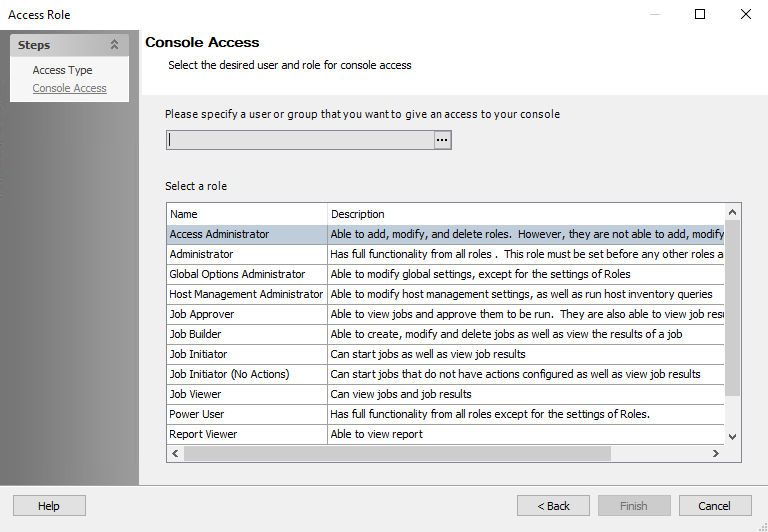 Access Role
Steps
Access Type
Console Access
Console Access
Select the desired user and role for console access
Please specify a user or group that you want to give an access to your console
...
Select a role
Name Description
Access Administrator Able to add, modify, and delete roles. However, they are not able to add, modify
Administrator Has full functionality from all roles . This role must be set before any other roles a
Global Options Administrator Able to modify global settings, except for the settings of Roles
Host Management Administrator Able to modify host management settings, as well as run host inventory queries
Job Approver Able to view jobs and approve them to be run. They are also able to view job resu
Job Builder Able to create, modify and delete jobs as well as view the results of a job
Job Initiator Can start jobs as well as view job results
Job Initiator (No Actions) Can start jobs that do not have actions configured as well as view job results
Job Viewer Can view jobs and job results
Power User Has full functionality from all roles except for the settings of Roles.
Report Viewer Able to view report
Help < Back Finish Cancel